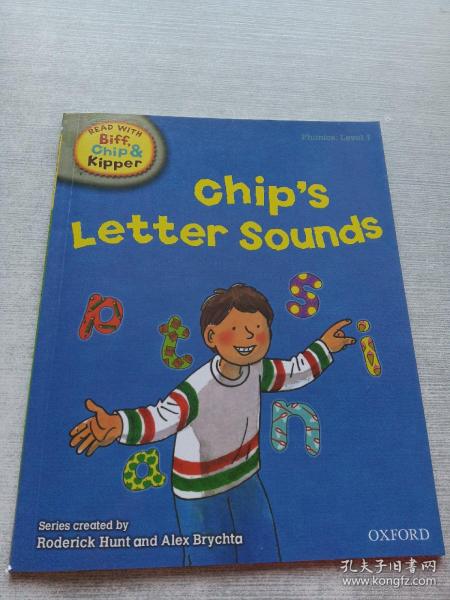 READ WITH
Biff,
Chip &
Kipper
Phonics: Level 1
Chip's
Letter Sounds
p t s i
a n
Series created by
Roderick Hunt and Alex Brychta
OXFORD
孔夫子旧书网
www.kongfz.com